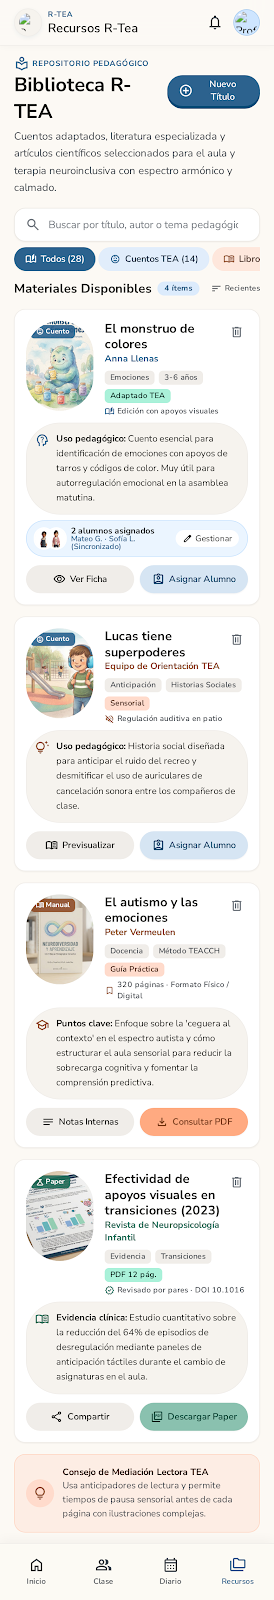 R-TEA
Recursos R-Tea
REPOSITORIO PEDAGÓGICO
Biblioteca R-
TEA
Nuevo
Título
Cuentos adaptados, literatura especializada y
artículos científicos seleccionados para el aula y
terapia neuroinclusiva con espectro armónico y
calmado.
Buscar por título, autor o tema pedagógic
Todos (28)
Cuentos TEA (14)
Libro
Materiales Disponibles
4 ítems
Recientes
Cuento
El monstruo de
colores
Anna Llenas
Emociones
3-6 años
Adaptado TEA
Edición con apoyos visuales
Uso pedagógico: Cuento esencial para
identificación de emociones con apoyos de
tarros y códigos de color. Muy útil para
autorregulación emocional en la asamblea
matutina.
2 alumnos asignados
Mateo G. · Sofía L.
(Sincronizado)
Gestionar
Ver Ficha
Asignar Alumno
Cuento
Lucas tiene
superpoderes
Equipo de Orientación TEA
Anticipación
Historias Sociales
Sensorial
Regulación auditiva en patio
Uso pedagógico: Historia social diseñada
para anticipar el ruido del recreo y
desmitificar el uso de auriculares de
cancelación sonora entre los compañeros de
clase.
Previsualizar
Asignar Alumno
Manual
NEURODIVERSIDAD
Y APRENDIZAJE
El autismo y las
emociones
Peter Vermeulen
Docencia
Método TEACCH
Guía Práctica
320 páginas · Formato Físico /
Digital
Puntos clave: Enfoque sobre la 'ceguera al
contexto' en el espectro autista y cómo
estructurar el aula sensorial para reducir la
sobrecarga cognitiva y fomentar la
comprensión predictiva.
Notas Internas
Consultar PDF
Paper
Efectividad de
apoyos visuales en
transiciones (2023)
Revista de Neuropsicología
Infantil
Evidencia
Transiciones
PDF 12 pág.
Revisado por pares · DOI 10.1016
Evidencia clínica: Estudio cuantitativo sobre
la reducción del 64% de episodios de
desregulación mediante paneles de
anticipación táctiles durante el cambio de
asignaturas en el aula.
Compartir
Descargar Paper
Consejo de Mediación Lectora TEA
Usa anticipadores de lectura y permite
tiempos de pausa sensorial antes de cada
página con ilustraciones complejas.
Inicio
Clase
Diario
Recursos